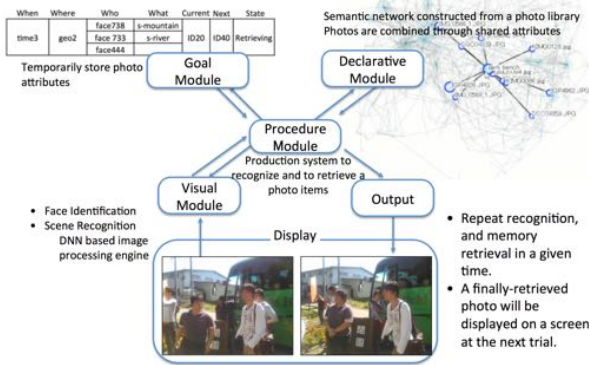 When Where Who What Current Next State
time3 geo2 face738 s-mountain ID20 ID40 Retrieving
face 733 s-river
face444
Temporarily store photo
attributes
Semantic network constructed from a photo library
Photos are combined through shared attributes
Goal
Module
Declarative
Module
Procedure
Module
Production system to
recognize and to retrieve a
photo items
Visual
Module
Output
• Face Identification
• Scene Recognition
DNN based image
processing engine
Display
• Repeat recognition,
and memory
retrieval in a given
time.
• A finally-retrieved
photo will be
displayed on a screen
at the next trial.